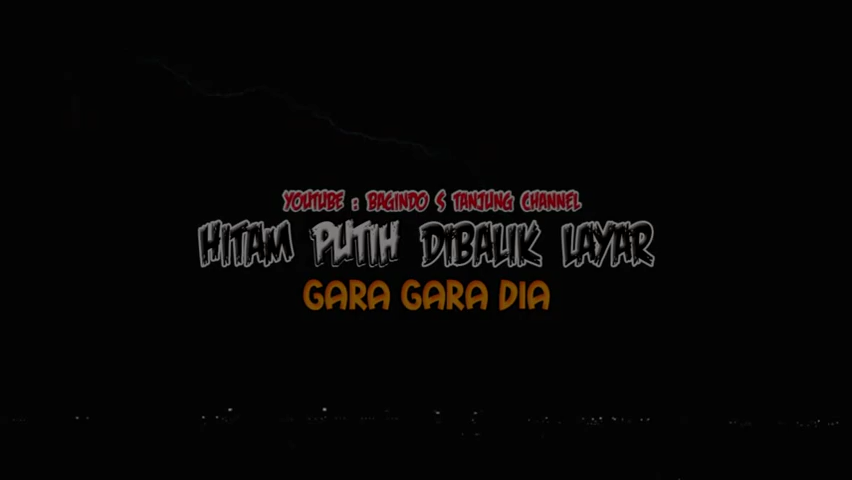 YOUTUBE : BAGINDO S TANJUNG CHANNEL
HITAM PUTIH DIBALIK LAYAR
GARA GARA DIA